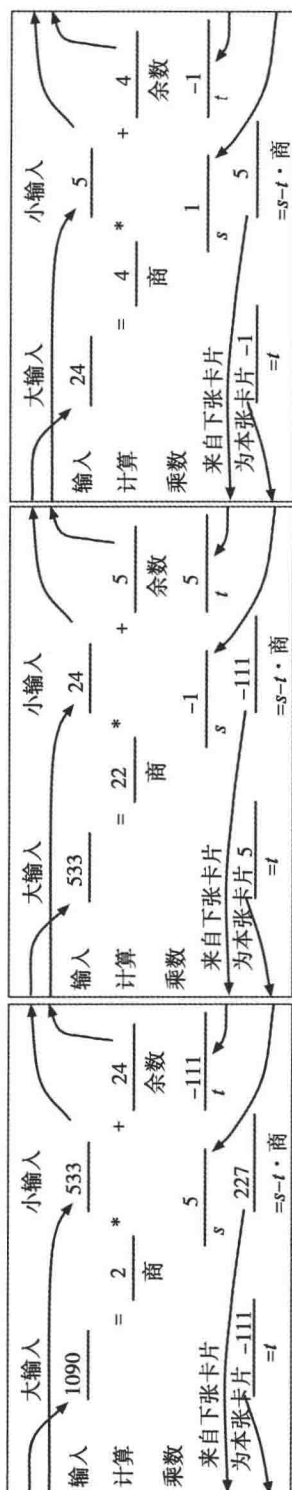 大输入 小输入
输入 1090 533
计算 = 2 * + 24
商 余数
乘数 5 -111
s t
来自下张卡片
为本张卡片 -111 227
=t =s-t·商
大输入 小输入
输入 533 24
计算 = 22 * + 5
商 余数
乘数 -1 5
s t
来自下张卡片
为本张卡片 5 -111
=t =s-t·商
大输入 小输入
输入 24 5
计算 = 4 * + 4
商 余数
乘数 1 -1
s t
来自下张卡片
为本张卡片 -1 5
=t =s-t·商